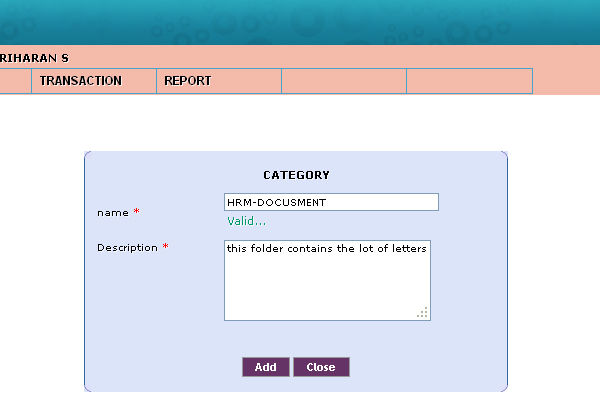 RIHARAN S
TRANSACTION REPORT
CATEGORY
name * HRM-DOCUSMENT
Valid...
Description * this folder contains the lot of letters
Add Close